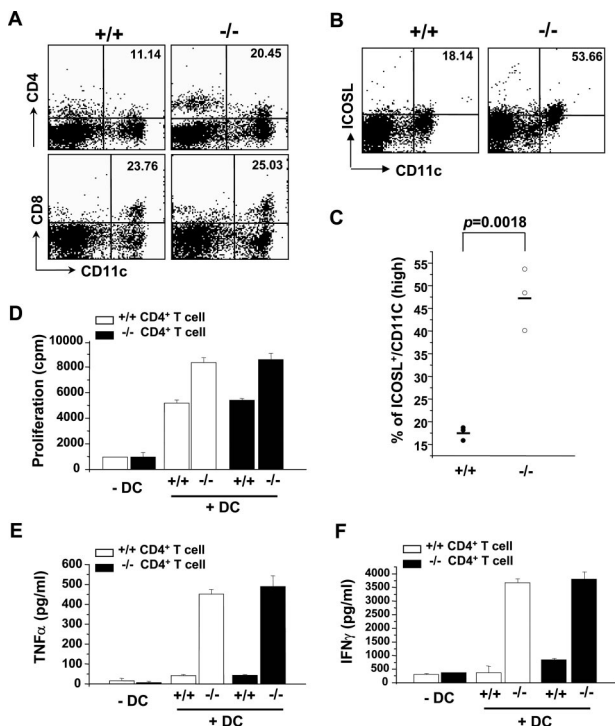 A
+/+
-/-
11.14
20.45
CD4
23.76
25.03
CD8
CD11c
B
+/+
-/-
18.14
53.66
ICOSL
CD11c
C
p=0.0018
% of ICOSL+/CD11C (high)
55
50
45
40
35
30
25
20
15
+/+
-/-
D
+/+ CD4+ T cell
-/- CD4+ T cell
Proliferation (cpm)
10000
8000
6000
4000
2000
0
- DC
+/+ -/- +/+ -/-
+ DC
E
+/+ CD4+ T cell
-/- CD4+ T cell
TNFα (pg/ml)
600
500
400
300
200
100
0
- DC
+/+ -/- +/+ -/-
+ DC
F
+/+ CD4+ T cell
-/- CD4+ T cell
IFNγ (pg/ml)
4000
3500
3000
2500
2000
1500
1000
500
0
- DC
+/+ -/- +/+ -/-
+ DC